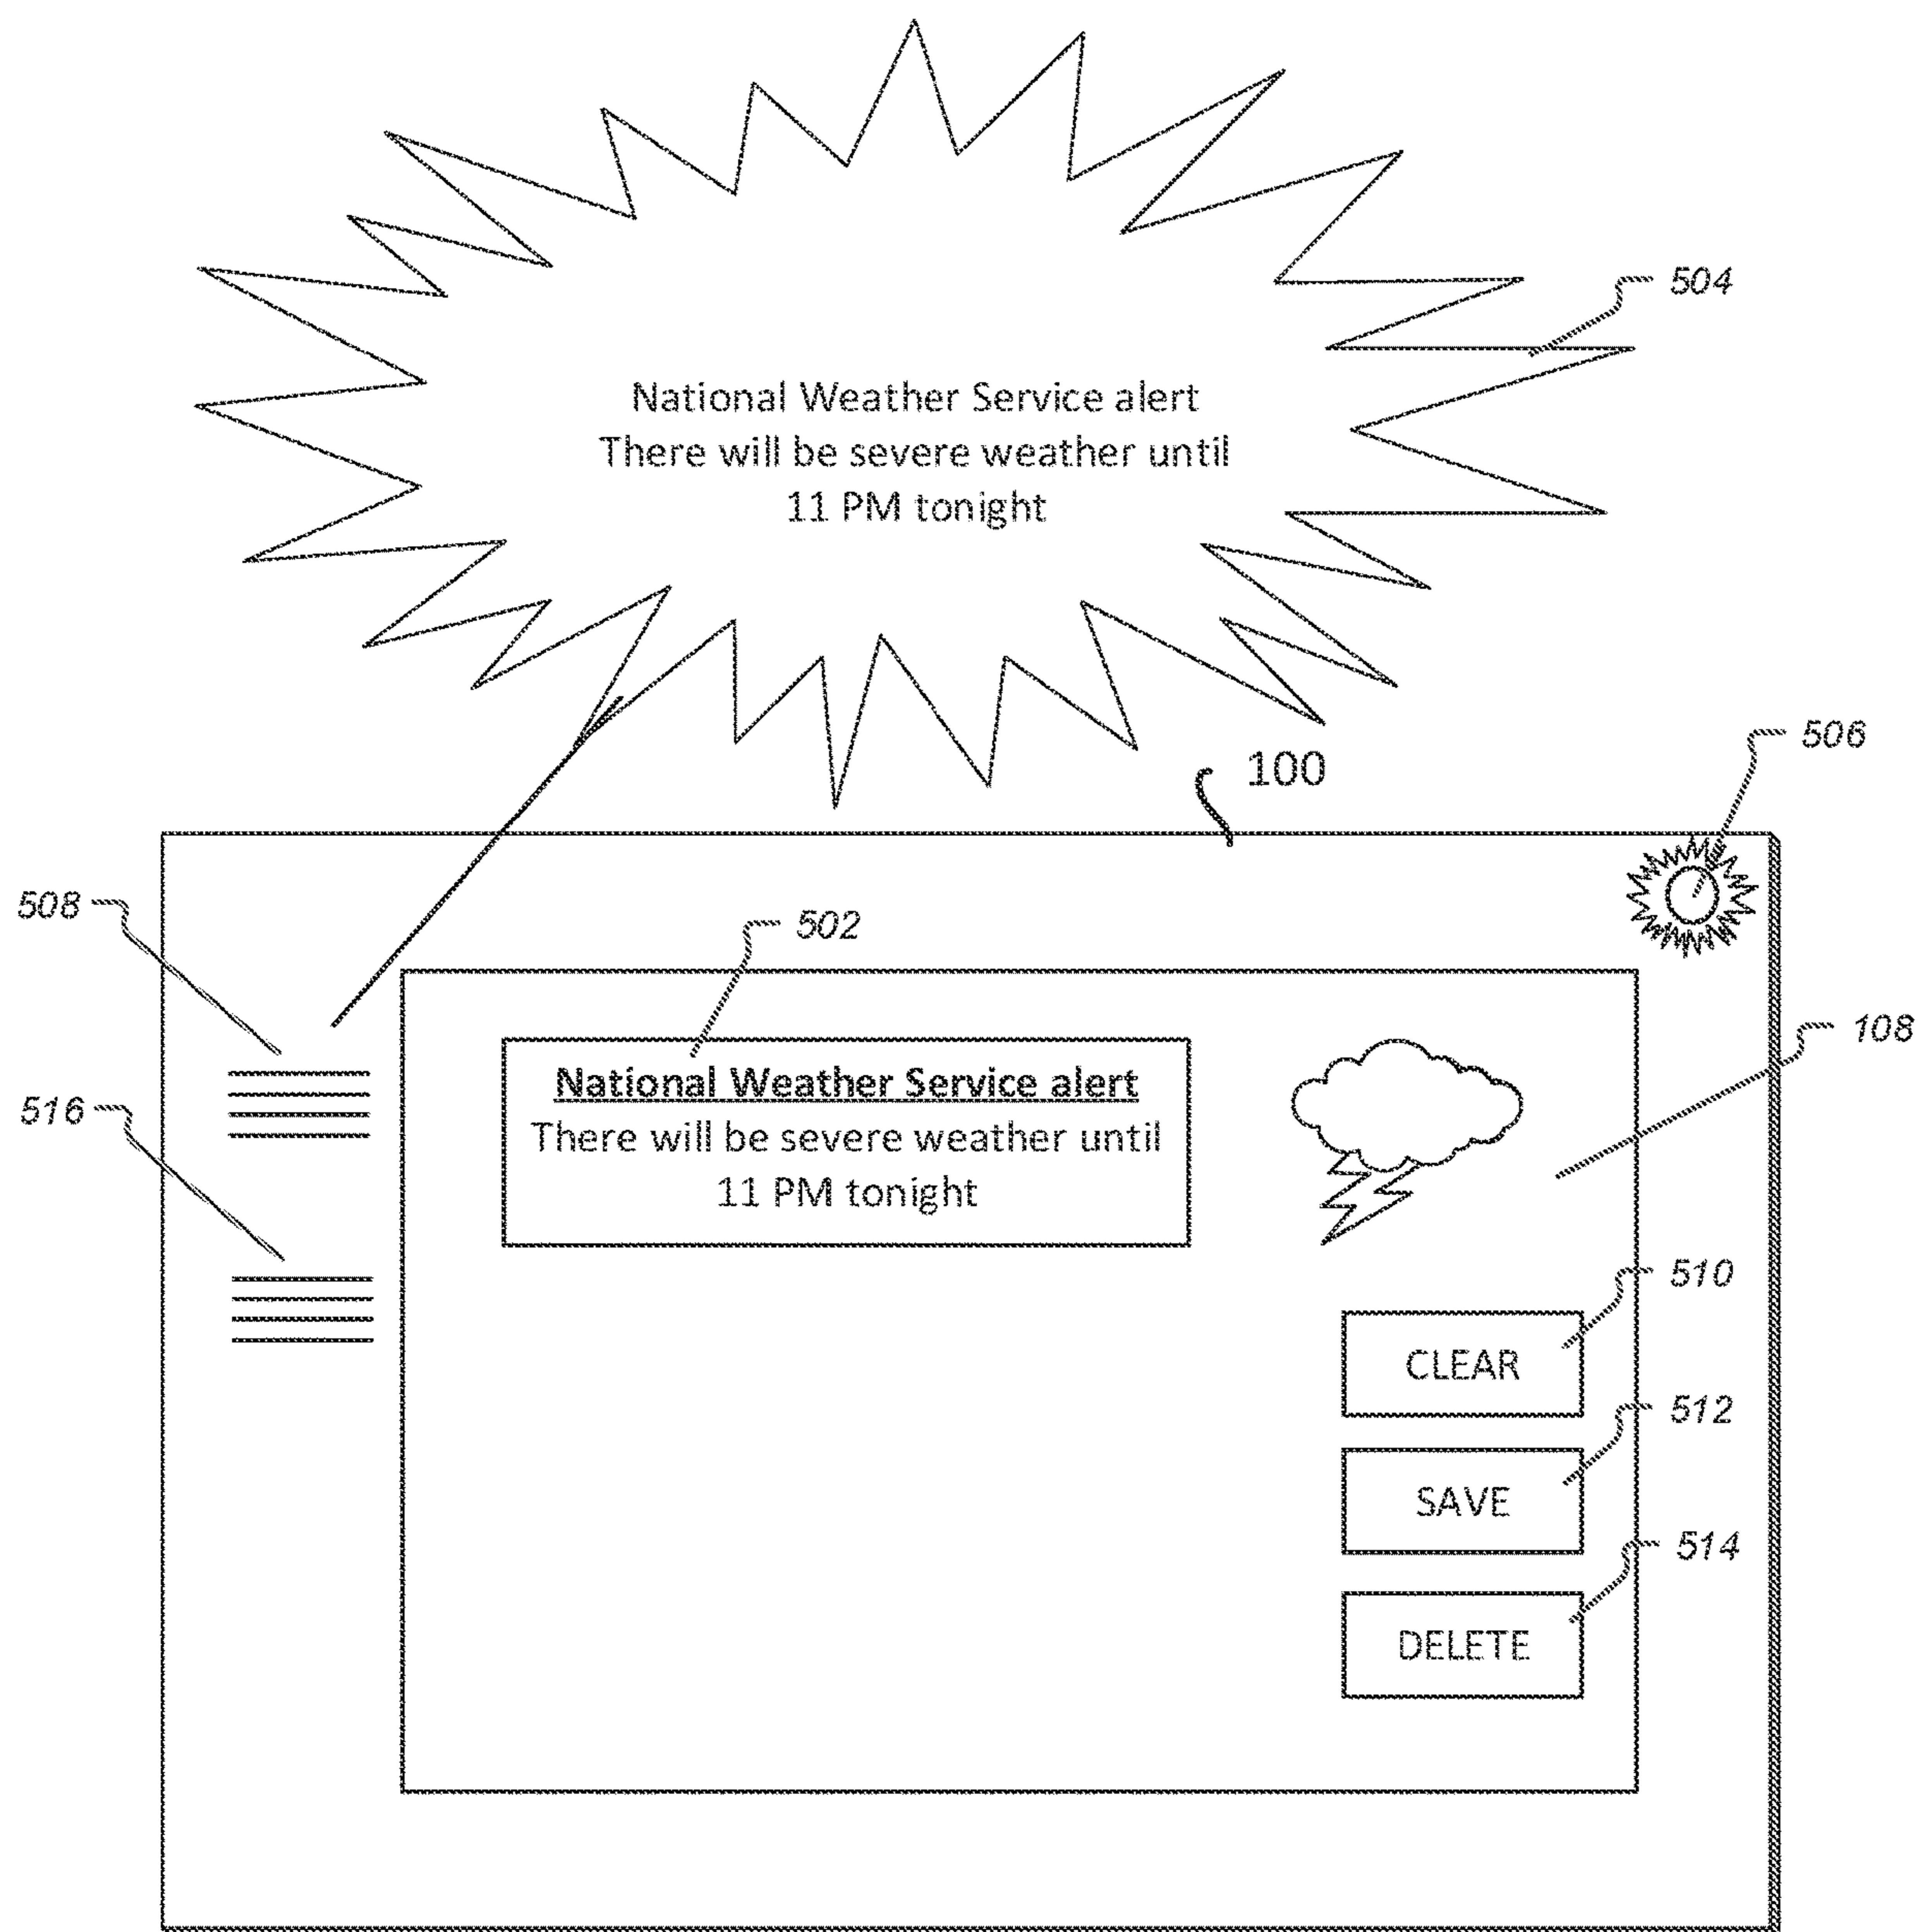 504
National Weather Service alert
There will be severe weather until
11 PM tonight
506
100
508
502
108
National Weather Service alert
There will be severe weather until
11 PM tonight
516
510
CLEAR
512
SAVE
514
DELETE